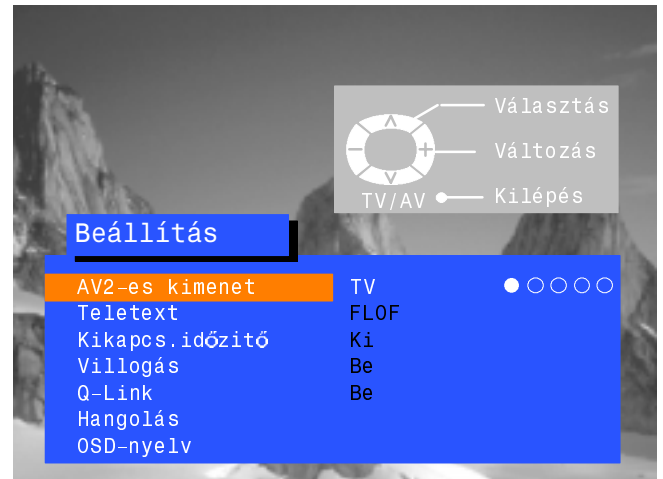 Választás
Változás
TV/AV Kilépés
Beállítás
AV2-es kimenet TV
Teletext FLOF
Kikapcs.időzitő Ki
Villogás Be
Q-Link Be
Hangolás
OSD-nyelv